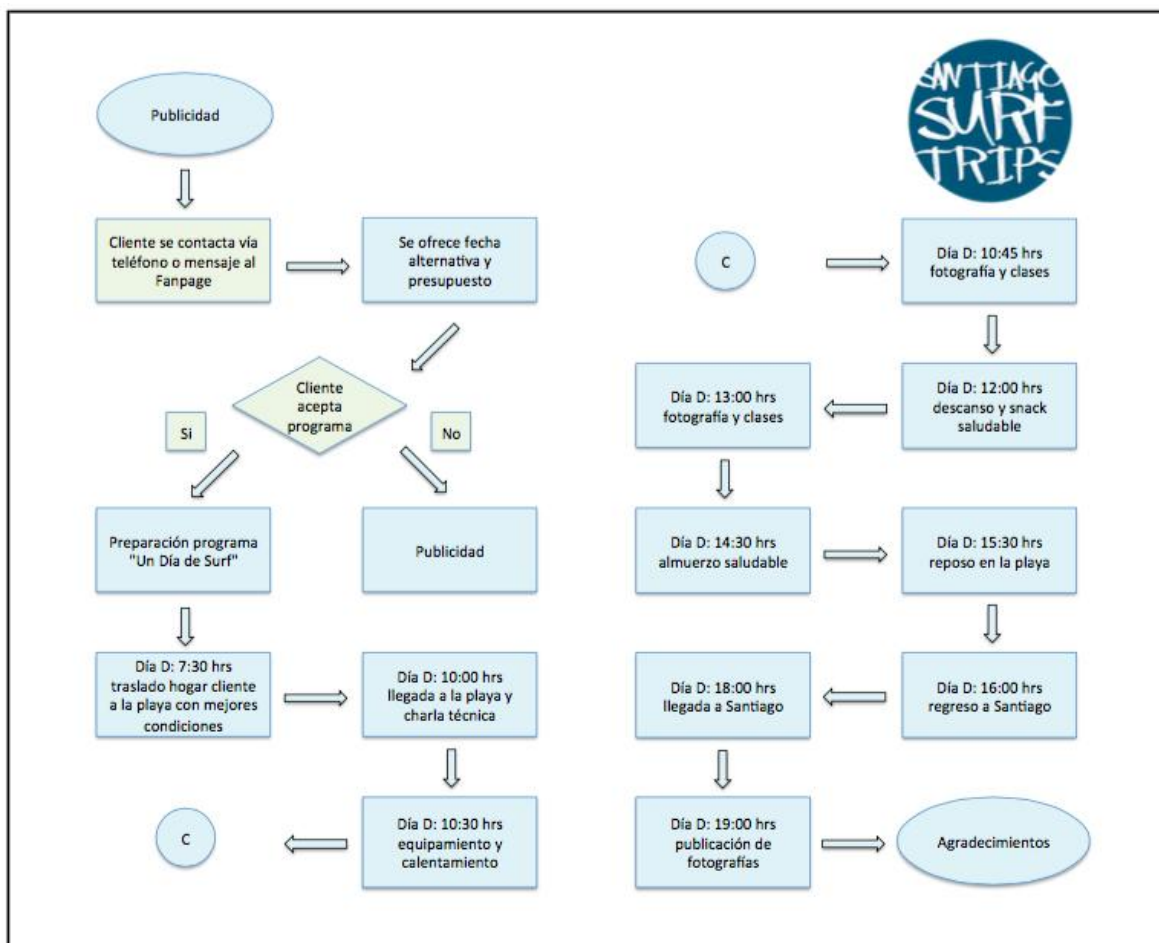 Publicidad
Cliente se contacta vía
teléfono o mensaje al
Fanpage
Se ofrece fecha
alternativa y
presupuesto
Cliente
acepta
programa
Si
No
Preparación programa
"Un Día de Surf"
Publicidad
Día D: 7:30 hrs
traslado hogar cliente
a la playa con mejores
condiciones
Día D: 10:00 hrs
llegada a la playa y
charla técnica
Día D: 10:30 hrs
equipamiento y
calentamiento
C
SANTIAGO
SURF
TRIPS
C
Día D: 10:45 hrs
fotografía y clases
Día D: 12:00 hrs
descanso y snack
saludable
Día D: 13:00 hrs
fotografía y clases
Día D: 14:30 hrs
almuerzo saludable
Día D: 15:30 hrs
reposo en la playa
Día D: 16:00 hrs
regreso a Santiago
Día D: 18:00 hrs
llegada a Santiago
Día D: 19:00 hrs
publicación de
fotografías
Agradecimientos